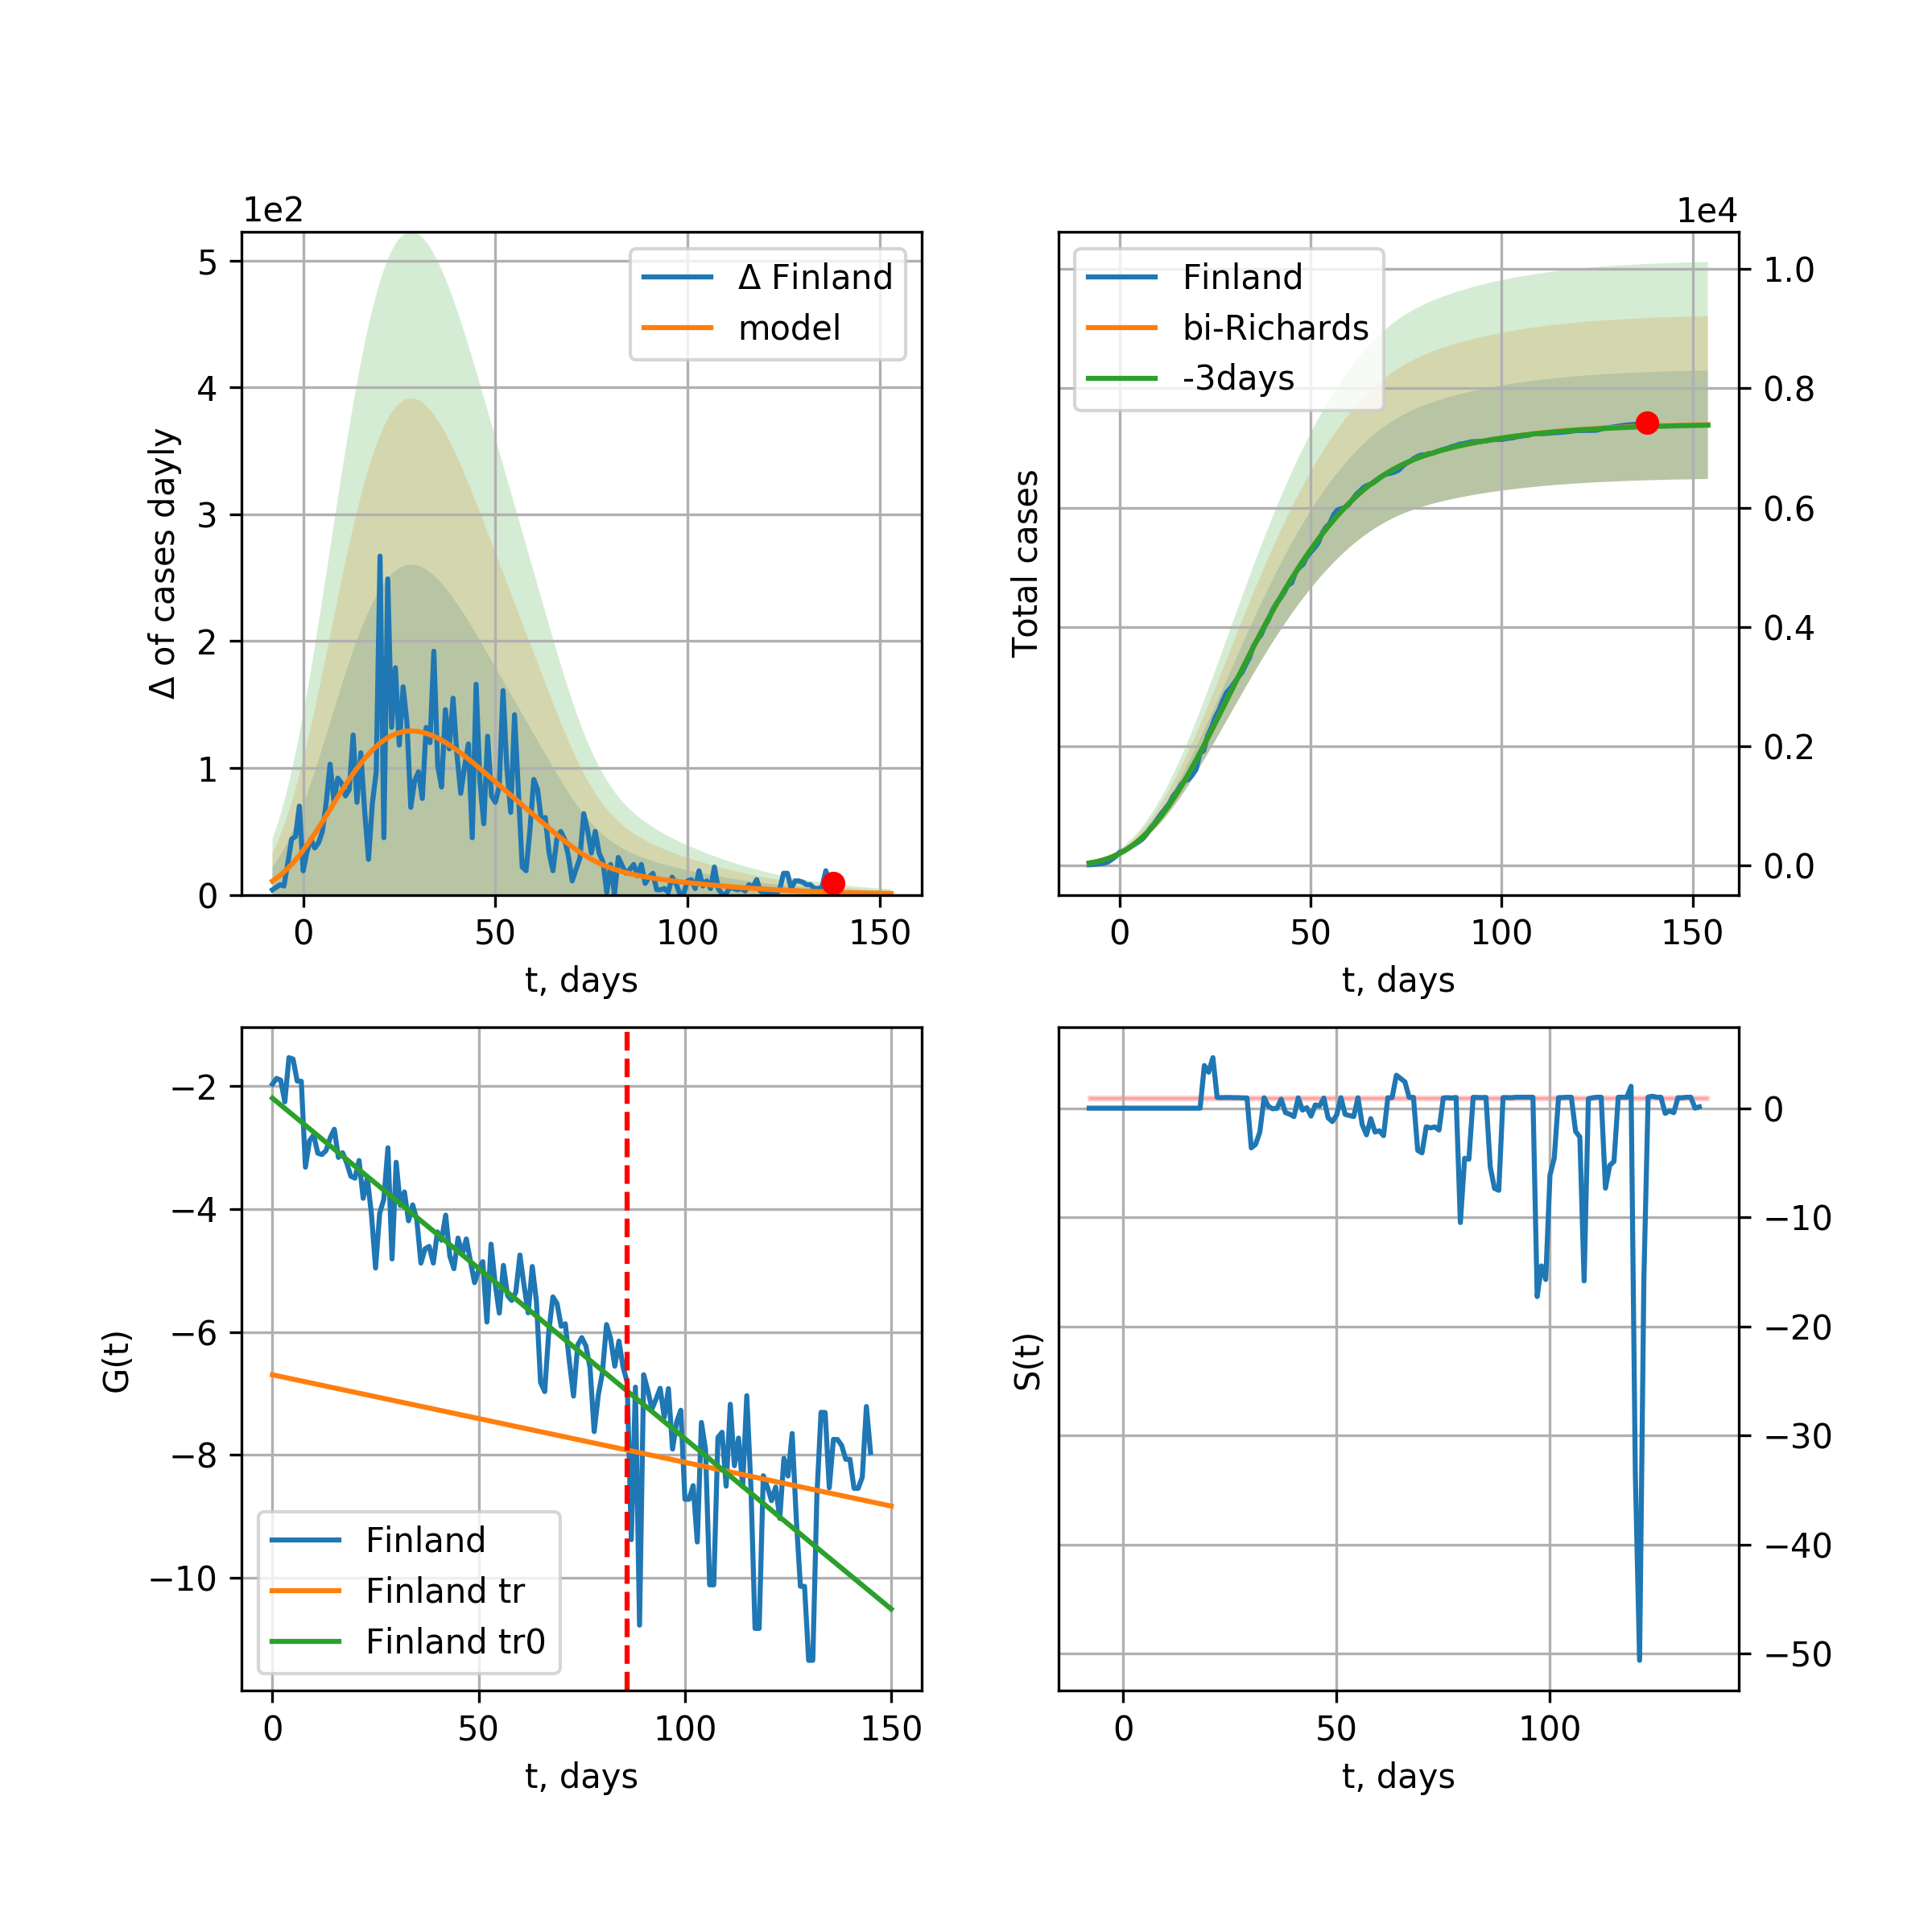 1e2
5
4
3
2
1
0
Δ of cases dayly
Δ Finland
model
0 50 100 150
t, days
1e4
1.0
0.8
0.6
0.4
0.2
0.0
Total cases
Finland
bi-Richards
-3days
0 50 100 150
t, days
−2
−4
−6
−8
−10
G(t)
Finland
Finland tr
Finland tr0
0 50 100 150
t, days
0
−10
−20
−30
−40
−50
S(t)
0 50 100
t, days